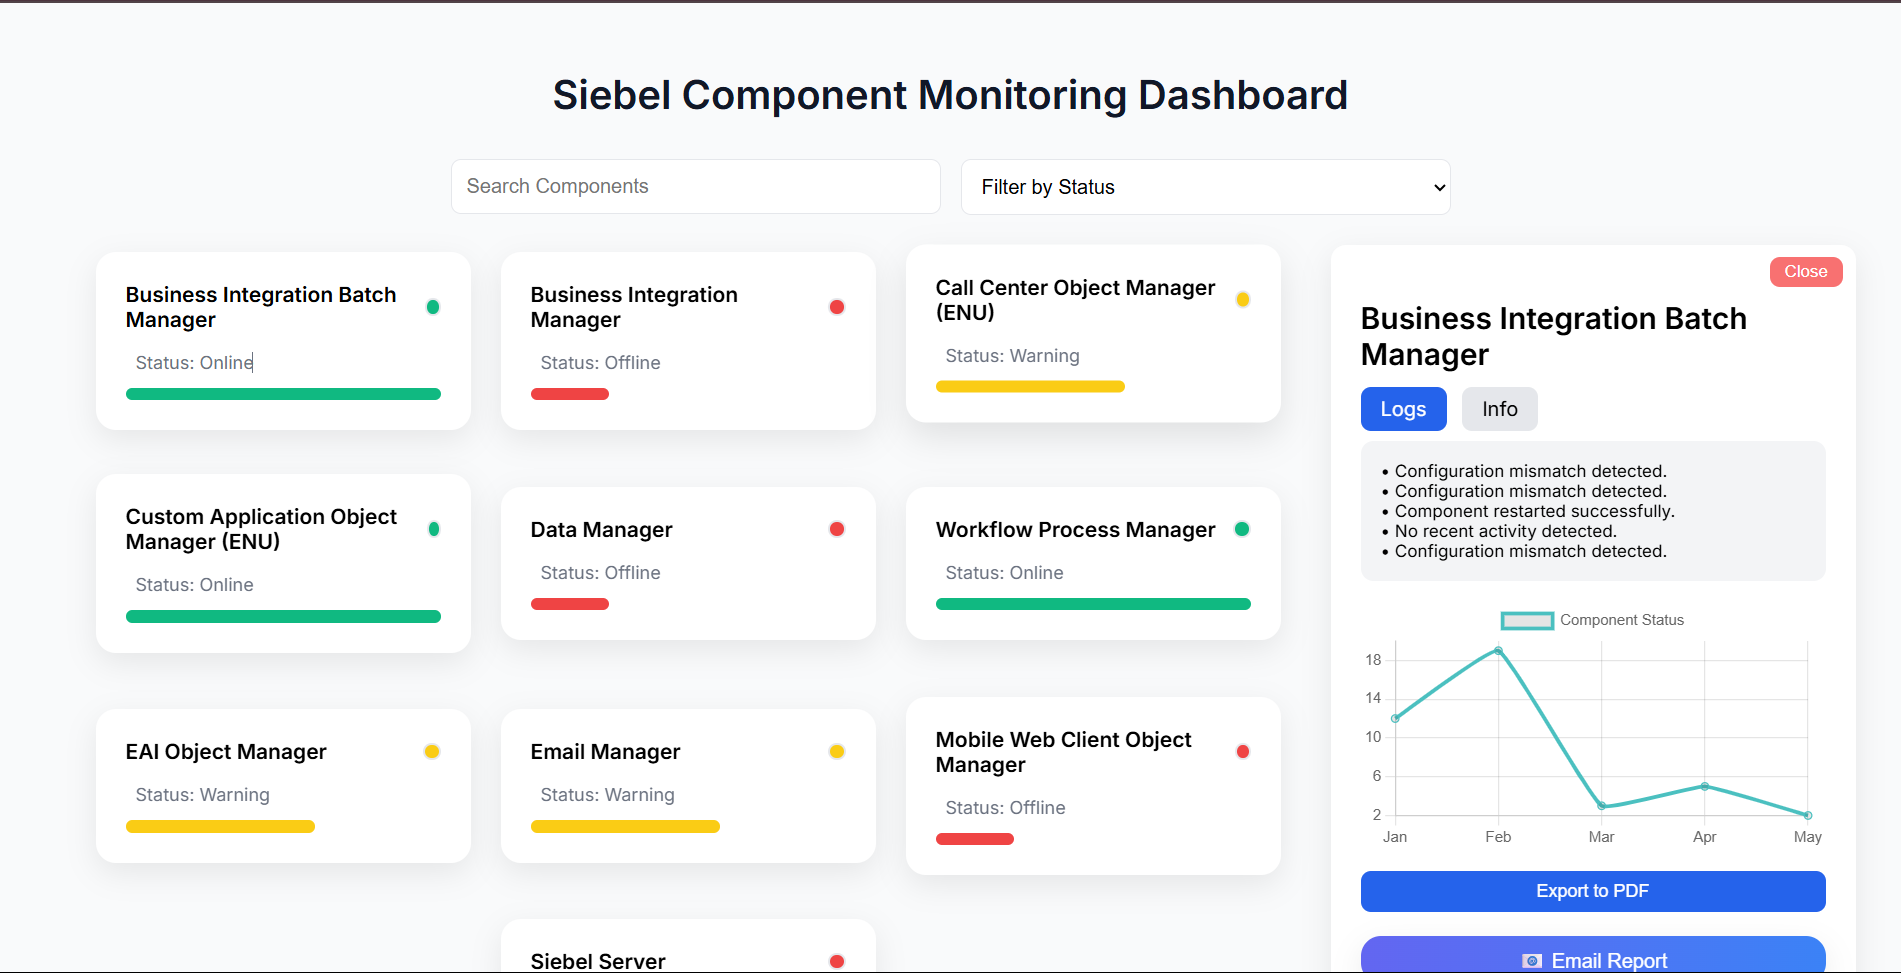 Siebel Component Monitoring Dashboard
Search Components
Filter by Status
Business Integration Batch
Manager
Status: Online
Business Integration
Manager
Status: Offline
Call Center Object Manager
(ENU)
Status: Warning
Custom Application Object
Manager (ENU)
Status: Online
Data Manager
Status: Offline
Workflow Process Manager
Status: Online
EAI Object Manager
Status: Warning
Email Manager
Status: Warning
Mobile Web Client Object
Manager
Status: Offline
Siebel Server
Close
Business Integration Batch
Manager
Logs Info
• Configuration mismatch detected.
• Configuration mismatch detected.
• Component restarted successfully.
• No recent activity detected.
• Configuration mismatch detected.
Component Status
18
14
10
6
2
Jan Feb Mar Apr May
Export to PDF
Email Report